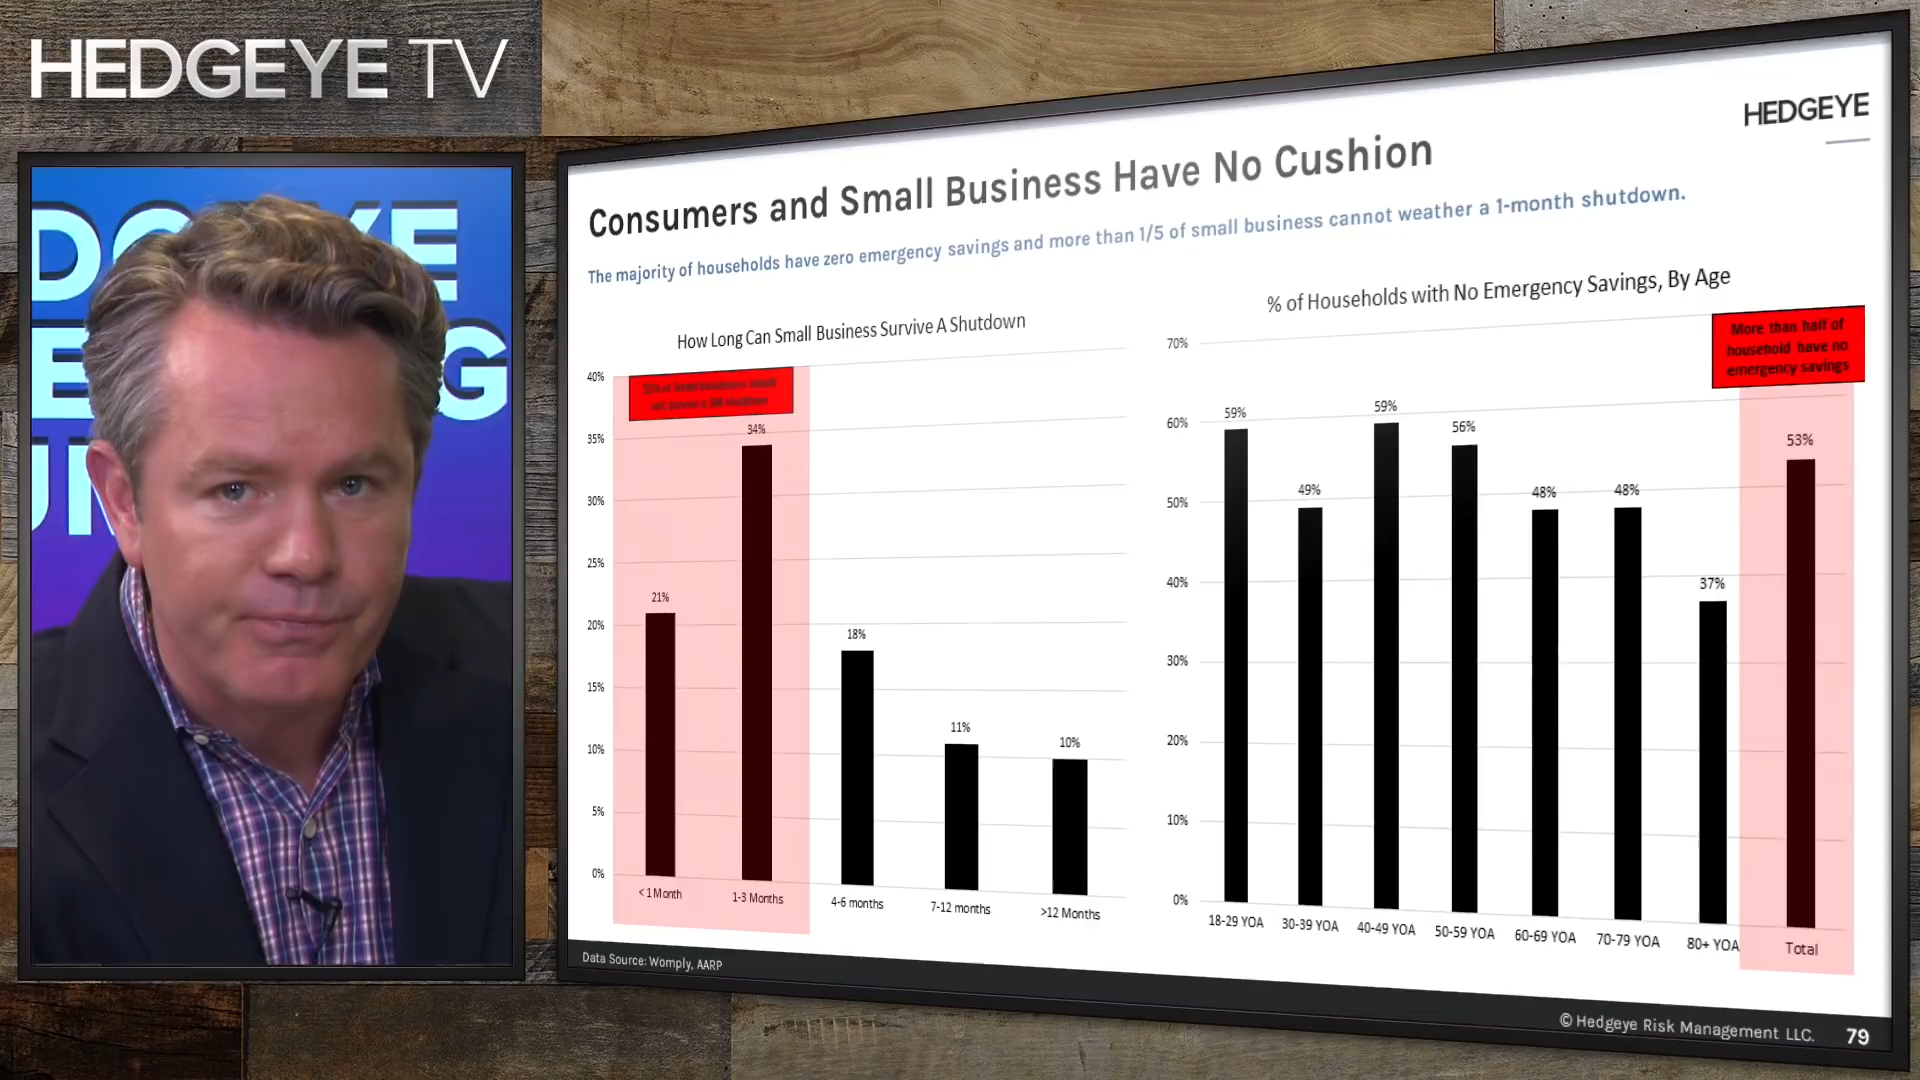 HEDGEYE TV
HEDGEYE
Consumers and Small Business Have No Cushion
The majority of households have zero emergency savings and more than 1/5 of small business cannot weather a 1-month shutdown.
How Long Can Small Business Survive A Shutdown
40%
35%
30%
25%
20%
15%
10%
5%
0%
21%
34%
18%
11%
10%
< 1 Month
1-3 Months
4-6 months
7-12 months
>12 Months
% of Households with No Emergency Savings, By Age
More than half of
household have no
emergency savings
70%
60%
50%
40%
30%
20%
10%
0%
59%
49%
59%
56%
48%
48%
37%
53%
18-29 YOA
30-39 YOA
40-49 YOA
50-59 YOA
60-69 YOA
70-79 YOA
80+ YOA
Total
Data Source: Womply, AARP
© Hedgeye Risk Management LLC.
79